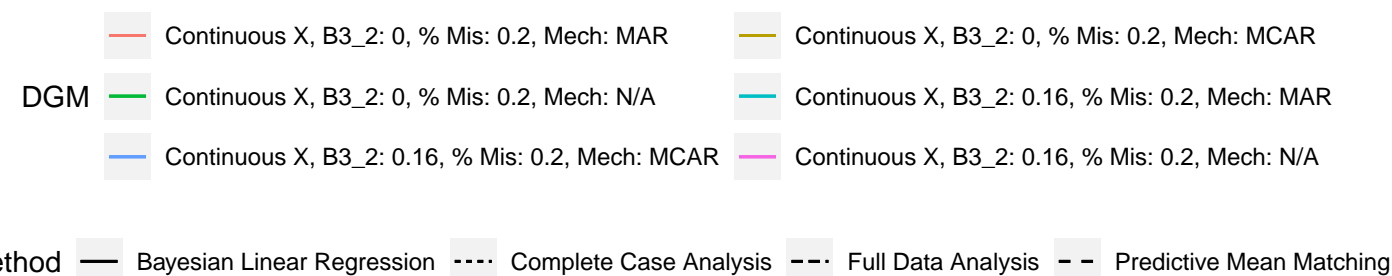 Continuous X, B3_2: 0, % Mis: 0.2, Mech: MAR Continuous X, B3_2: 0, % Mis: 0.2, Mech: MCAR
DGM Continuous X, B3_2: 0, % Mis: 0.2, Mech: N/A Continuous X, B3_2: 0.16, % Mis: 0.2, Mech: MAR
Continuous X, B3_2: 0.16, % Mis: 0.2, Mech: MCAR Continuous X, B3_2: 0.16, % Mis: 0.2, Mech: N/A
ethod Bayesian Linear Regression Complete Case Analysis Full Data Analysis Predictive Mean Matching